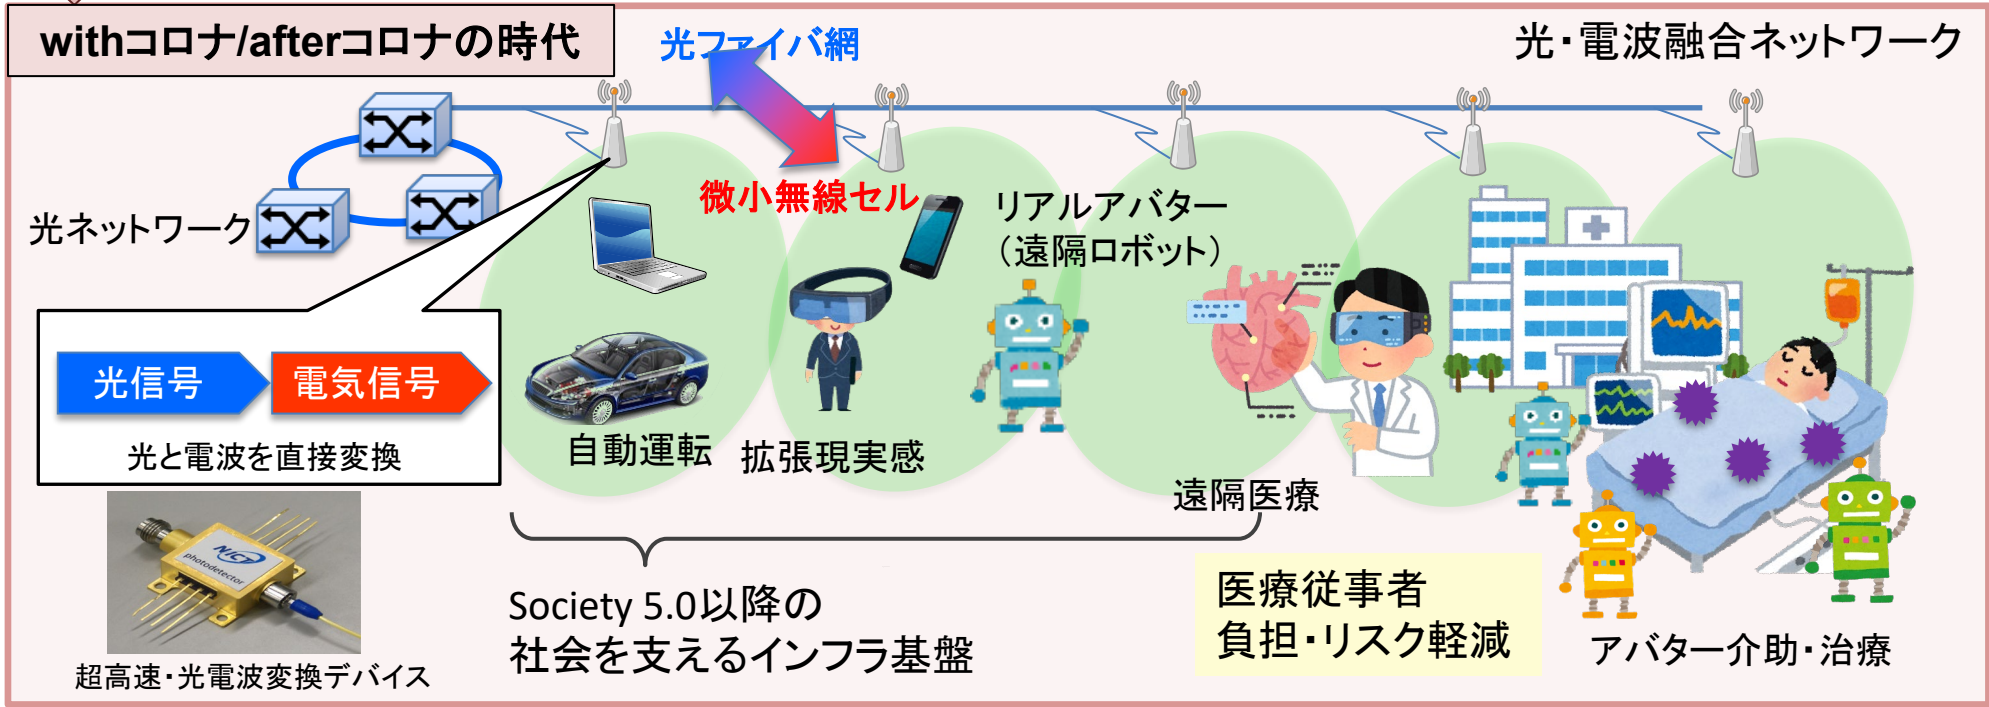 withコロナ/afterコロナの時代
光ファイバ網
光・電波融合ネットワーク
微小無線セル
光ネットワーク
リアルアバター
（遠隔ロボット）
光信号
電気信号
光と電波を直接変換
自動運転
拡張現実感
遠隔医療
NICT
photodetector
超高速・光電波変換デバイス
Society 5.0以降の
社会を支えるインフラ基盤
医療従事者
負担・リスク軽減
アバター介助・治療